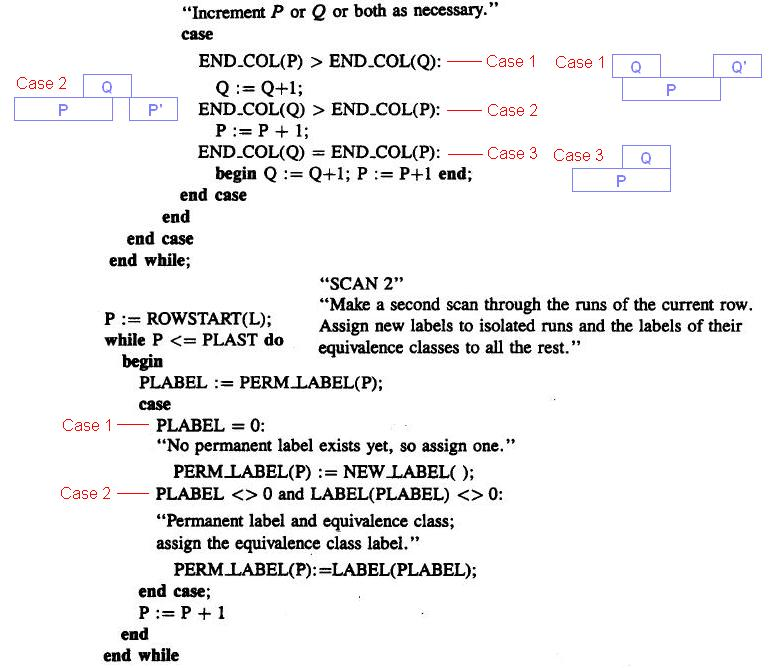 “Increment P or Q or both as necessary.”
case
END_COL(P) > END_COL(Q): Case 1 Case 1 Q Q'
Case 2 Q Q := Q+1; P
P P' END_COL(Q) > END_COL(P): Case 2
P := P + 1;
END_COL(Q) = END_COL(P): Case 3 Case 3 Q
begin Q := Q+1; P := P+1 end; P
end case
end
end case
end while;
“SCAN 2”
“Make a second scan through the runs of the current row.
P := ROWSTART(L); Assign new labels to isolated runs and the labels of their
while P <= PLAST do equivalence classes to all the rest.”
begin
PLABEL := PERM_LABEL(P);
case
Case 1 PLABEL = 0:
“No permanent label exists yet, so assign one.”
PERM_LABEL(P) := NEW_LABEL( );
Case 2 PLABEL <> 0 and LABEL(PLABEL) <> 0:
“Permanent label and equivalence class;
assign the equivalence class label.”
PERM_LABEL(P):=LABEL(PLABEL);
end case;
P := P + 1
end
end while